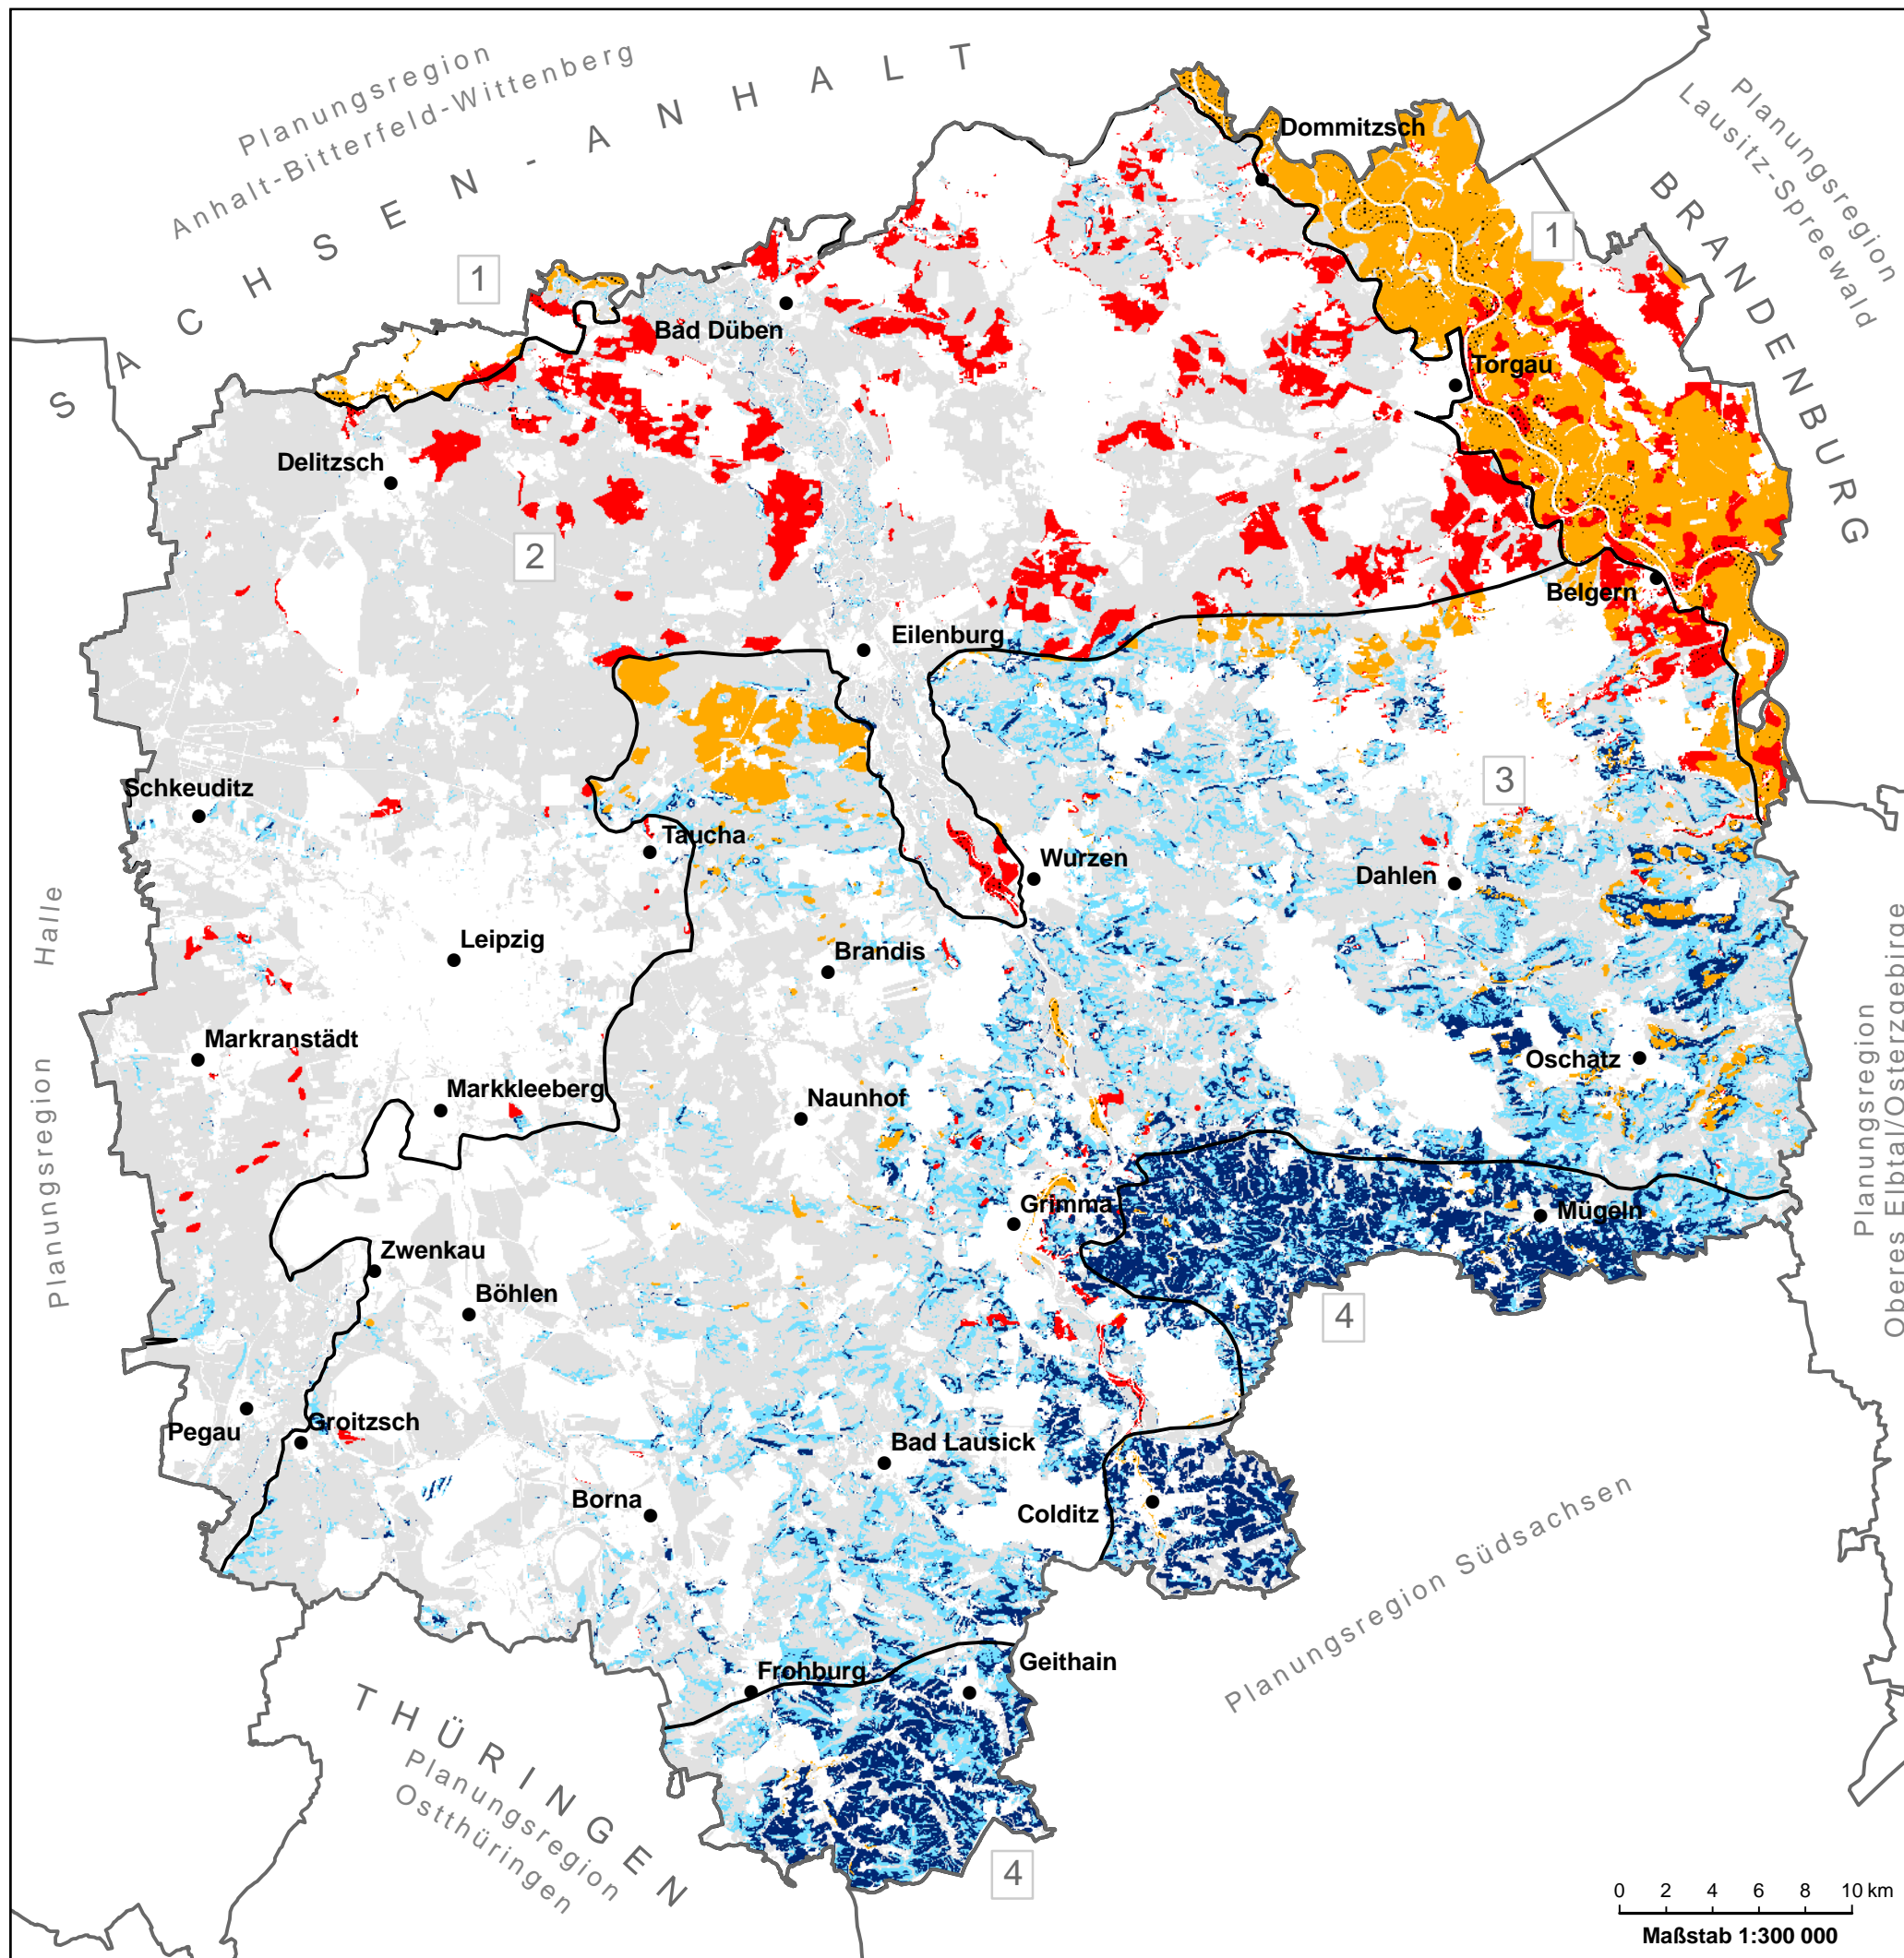 Planungsregion
Anhalt-Bitterfeld-Wittenberg
SACHSEN-ANHALT
Planungsregion
Lausitz-Spreewald
BRANDENBURG
Dommitzsch
1
1
Bad Düben
Torgau
Delitzsch
2
Belgern
Eilenburg
3
Schkeuditz
Taucha
Wurzen
Dahlen
Planungsregion Halle
Leipzig
Brandis
Markranstädt
Oschatz
Planungsregion
Oberes Elbtal/Osterzgebirge
Markkleeberg
Naunhof
Grimma
Mügeln
Zwenkau
Böhlen
4
Pegau
Groitzsch
Bad Lausick
Borna
Colditz
Planungsregion Südsachsen
Geithain
Frohburg
THÜRINGEN
Planungsregion
Ostthüringen
4
0 2 4 6 8 10 km
Maßstab 1:300 000